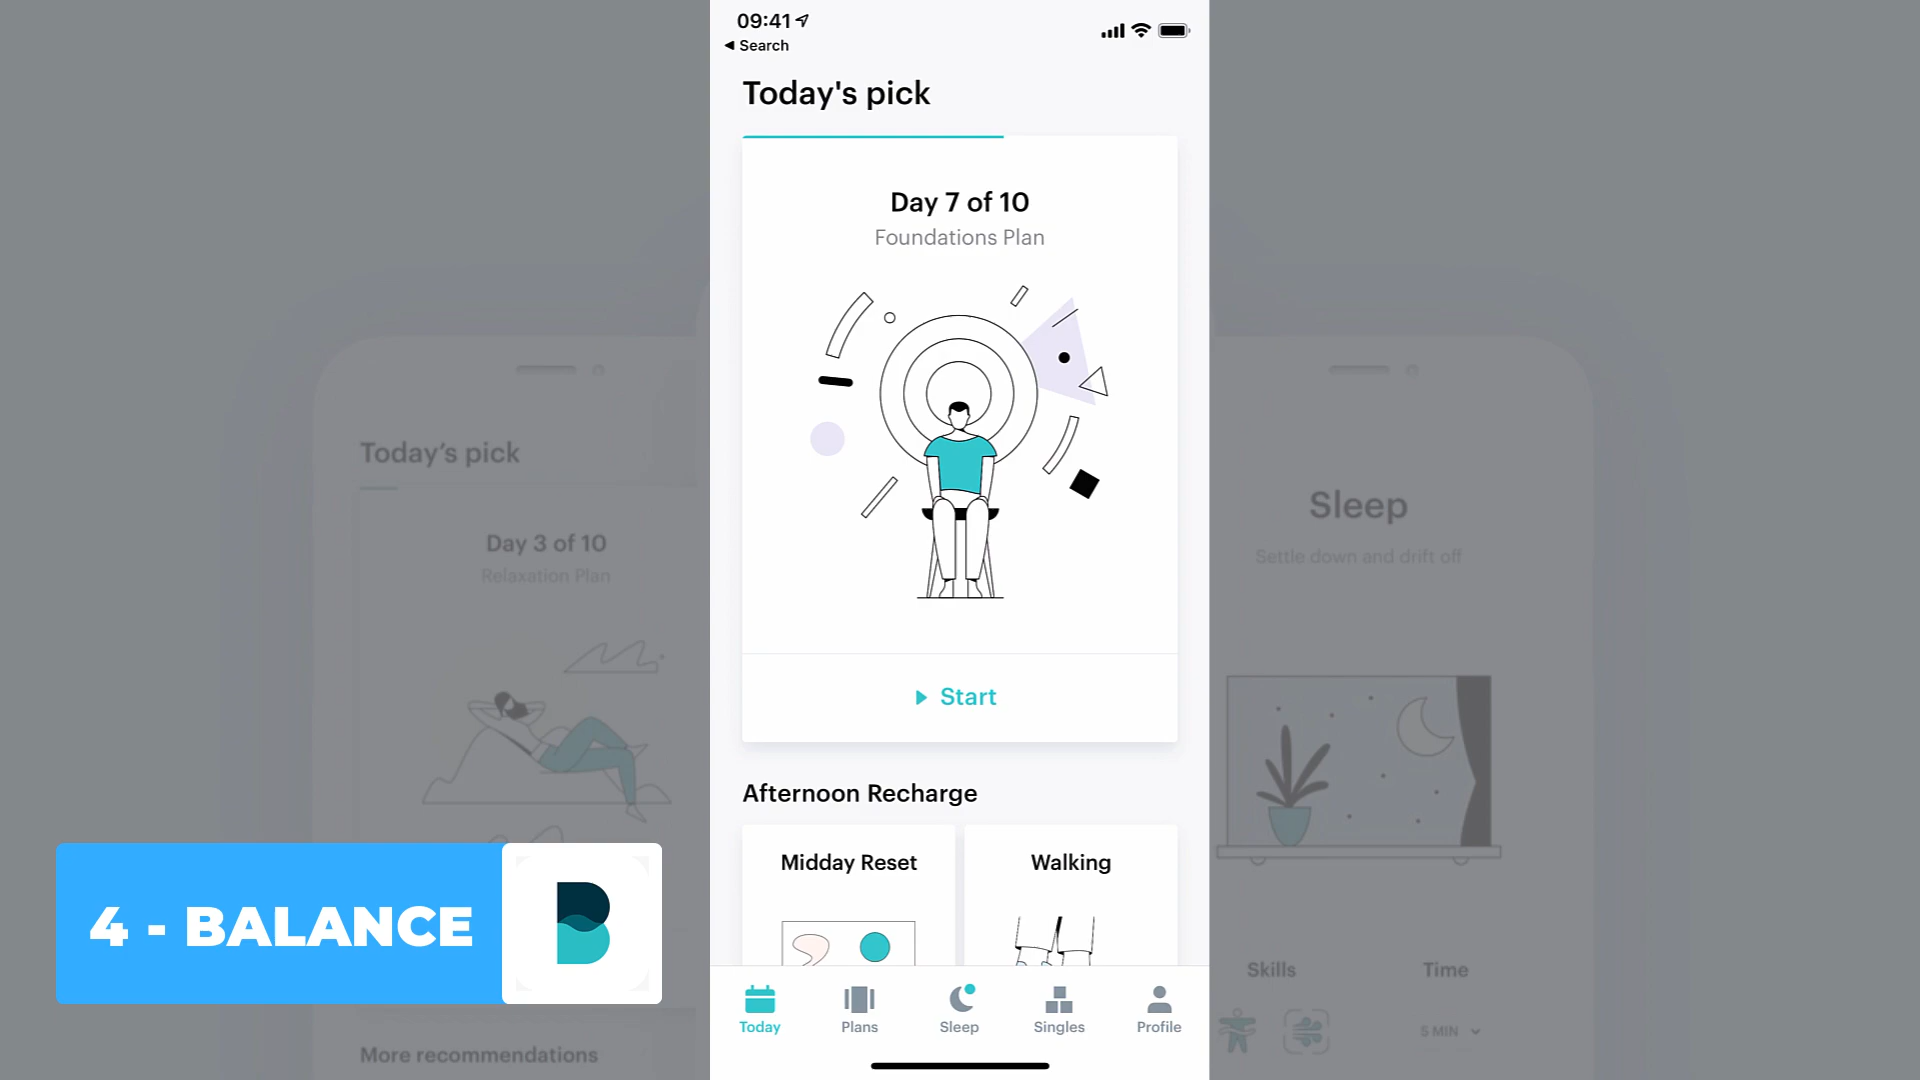 09:41
Search
Today's pick
Day 7 of 10
Foundations Plan
Start
Afternoon Recharge
Midday Reset
Walking
Today
Plans
Sleep
Singles
Profile
Today's pick
Day 3 of 10
Relaxation Plan
More recommendations
Sleep
Settle down and drift off
Skills
Time
5 MIN
4 - BALANCE
B